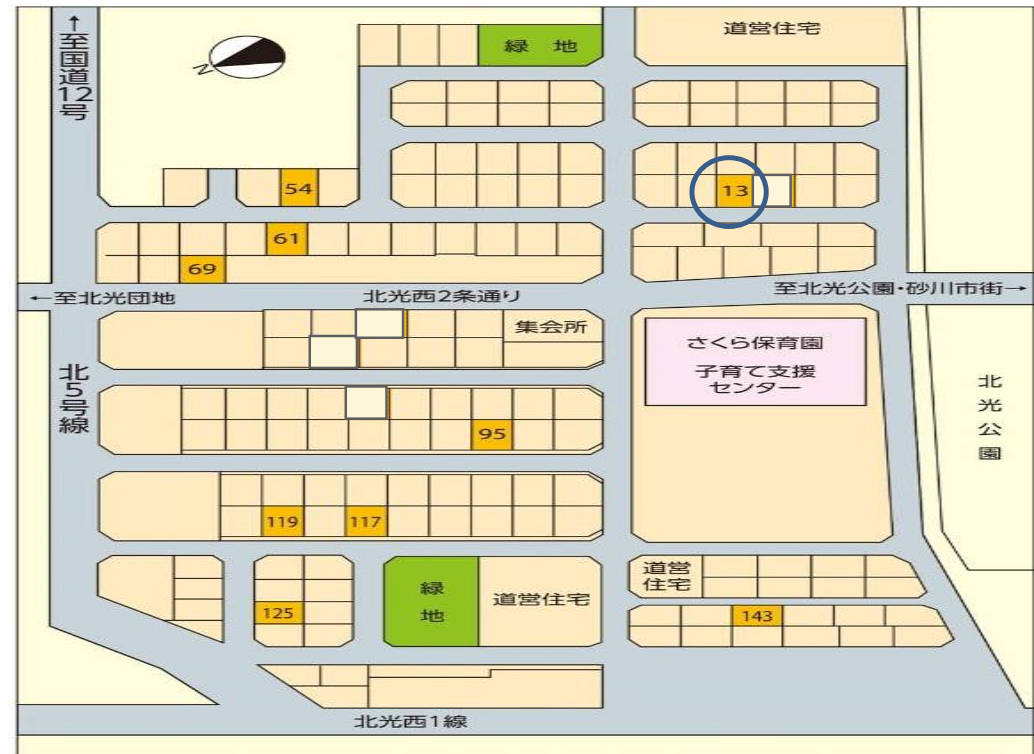 ↑至国道12号
緑 地
道営住宅
N
54
13
61
69
←至北光団地
北光西2条通り
至北光公園・砂川市街→
集会所
さくら保育園
子育て支援
センター
北5号線
北光公園
95
119
117
緑
地
道営住宅
道営
住宅
125
143
北光西1線